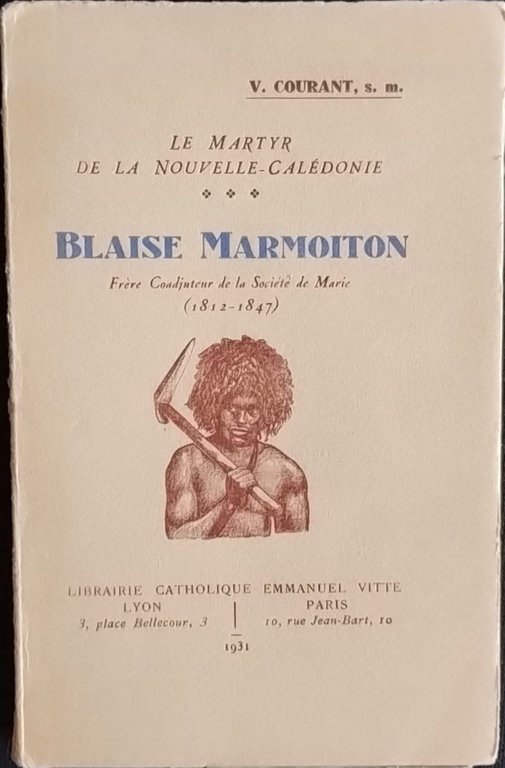 V. COURANT, s. m.
LE MARTYR
DE LA NOUVELLE-CALÉDONIE
BLAISE MARMOITON
Frère Coadjuteur de la Société de Marie
(1812-1847)
LIBRAIRIE CATHOLIQUE EMMANUEL VITTE
LYON PARIS
3, place Bellecour, 3 10, rue Jean-Bart, 10
1931